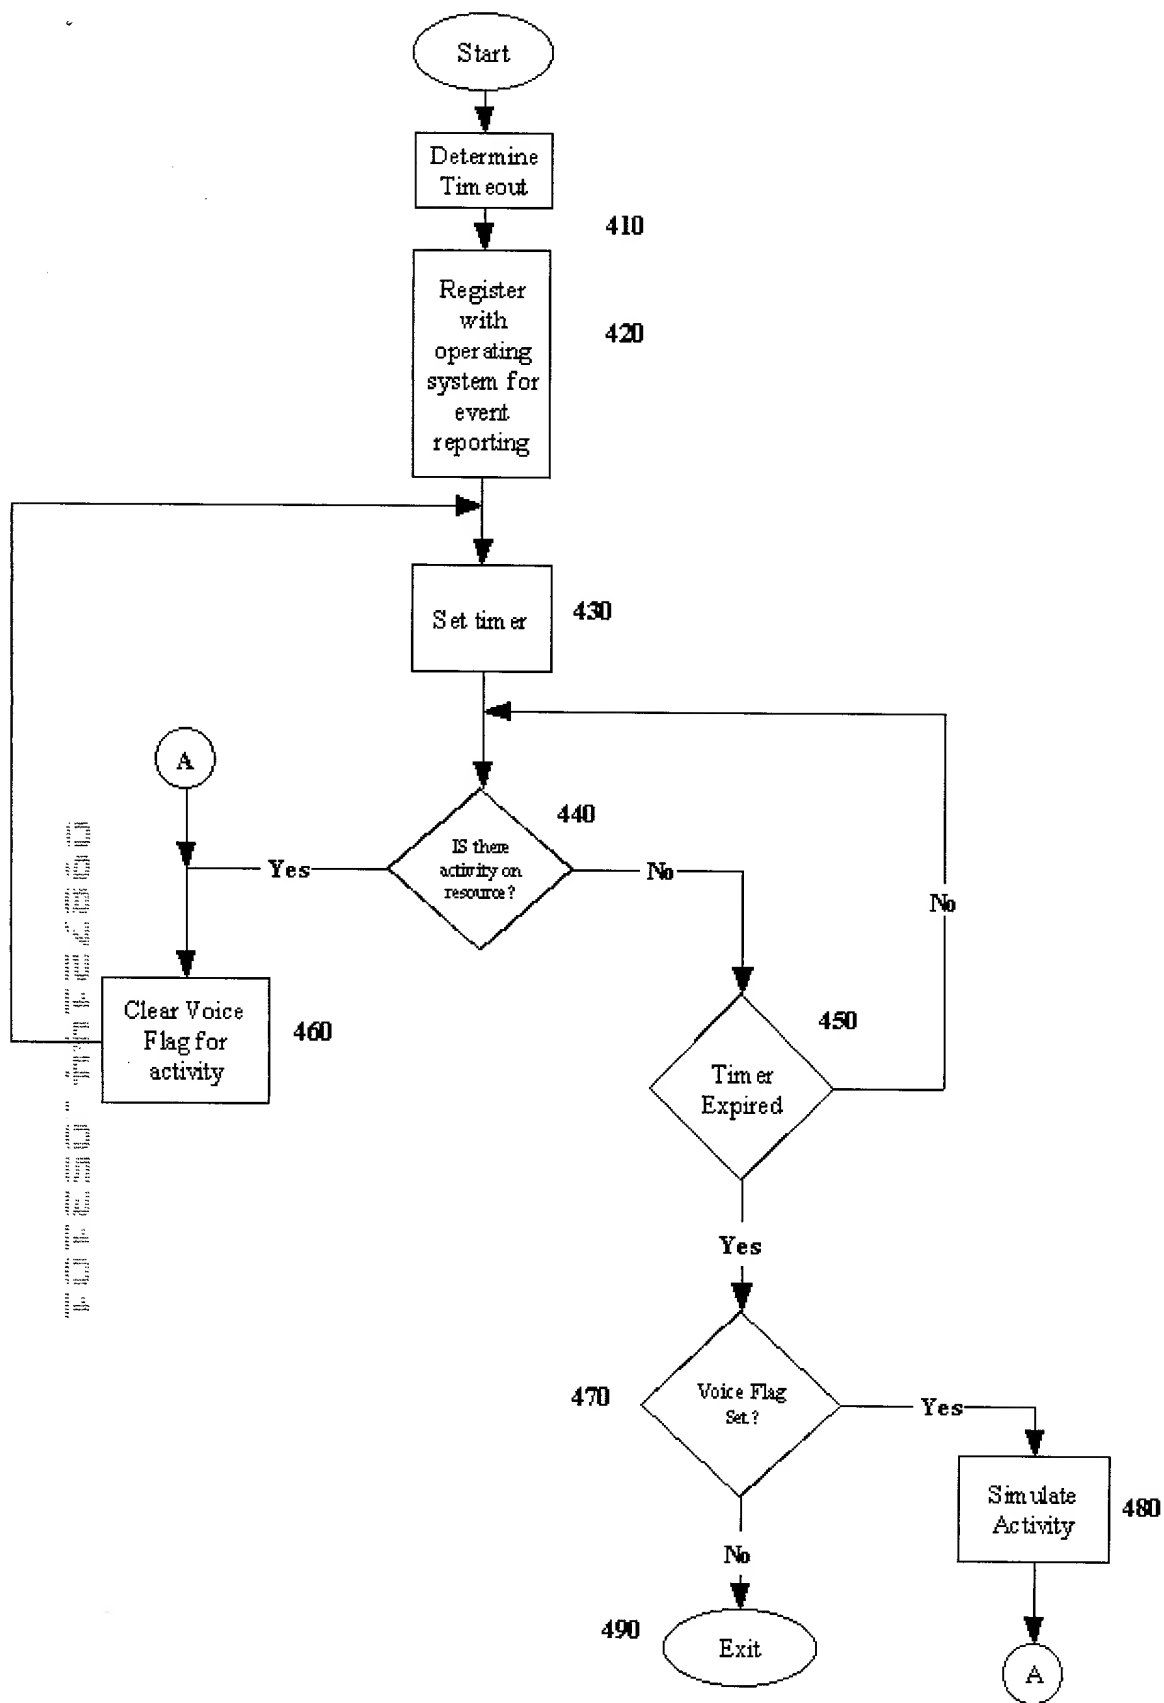 Start
Determine
Timeout
410
Register
with
operating
system for
event
reporting
420
Set timer
430
A
440
IS there
activity on
resource?
Yes
No
No
Clear Voice
Flag for
activity
460
450
Timer
Expired
Yes
470
Voice Flag
Set?
Yes
Simulate
Activity
480
No
490
Exit
A